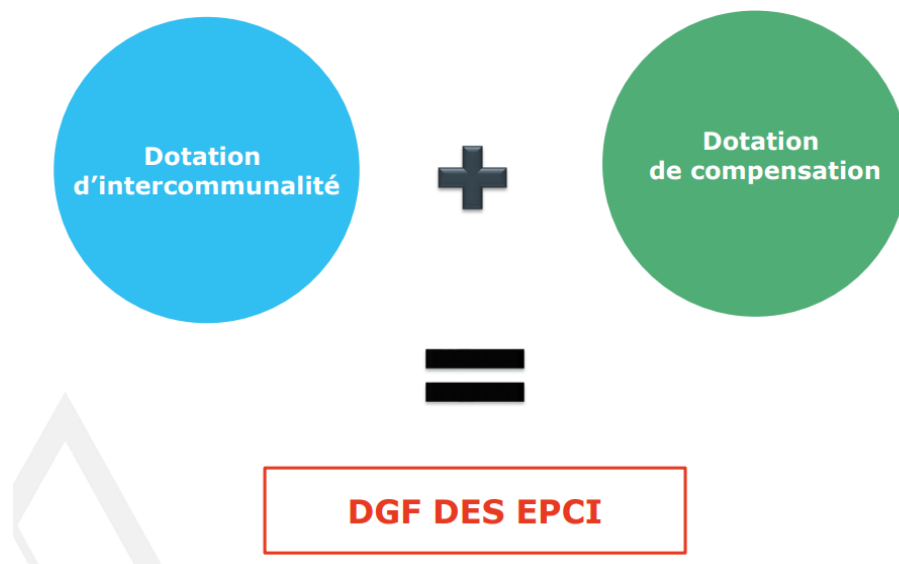 Dotation
d’intercommunalité
Dotation
de compensation
DGF DES EPCI